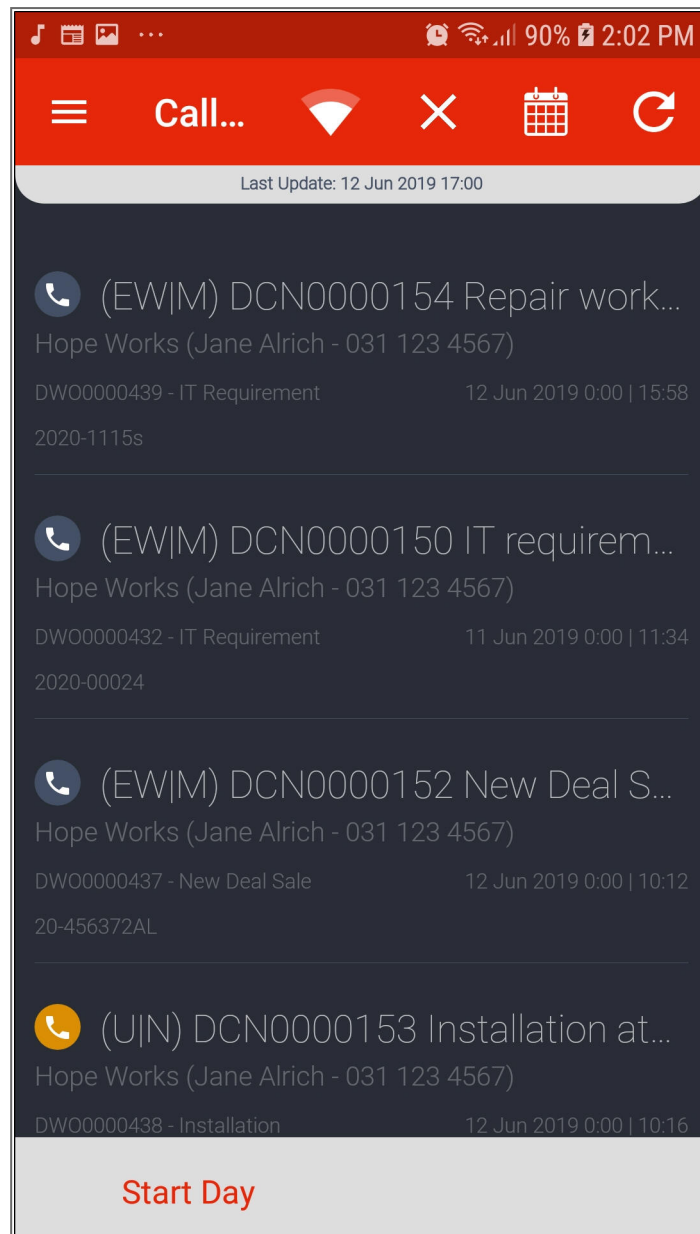 90% 2:02 PM
Call...
Last Update: 12 Jun 2019 17:00
(EW|M) DCN0000154 Repair work...
Hope Works (Jane Alrich - 031 123 4567)
DWO0000439 - IT Requirement 12 Jun 2019 0:00 | 15:58
2020-1115s
(EW|M) DCN0000150 IT requirem...
Hope Works (Jane Alrich - 031 123 4567)
DWO0000432 - IT Requirement 11 Jun 2019 0:00 | 11:34
2020-00024
(EW|M) DCN0000152 New Deal S...
Hope Works (Jane Alrich - 031 123 4567)
DWO0000437 - New Deal Sale 12 Jun 2019 0:00 | 10:12
20-456372AL
(U|N) DCN0000153 Installation at...
Hope Works (Jane Alrich - 031 123 4567)
DWO0000438 - Installation 12 Jun 2019 0:00 | 10:16
Start Day